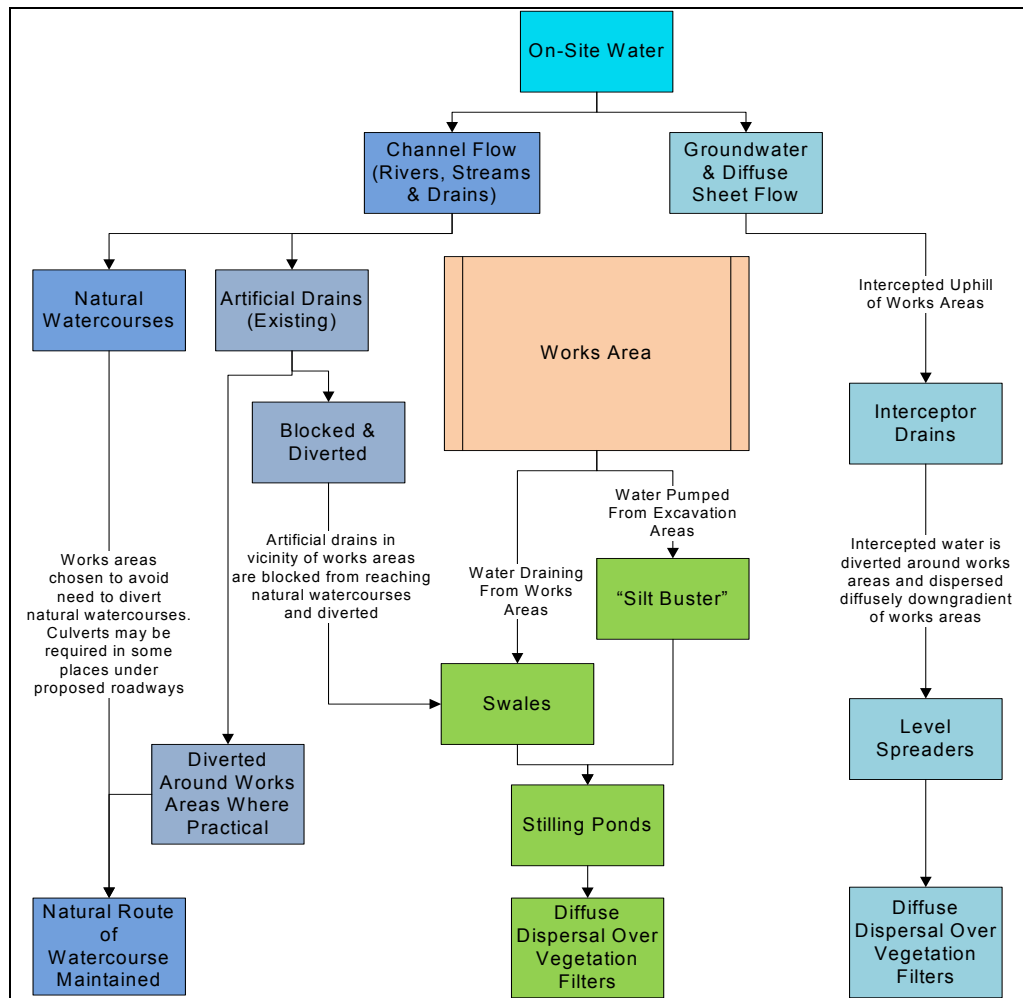 On-Site Water
Channel Flow
(Rivers, Streams
& Drains)
Groundwater
& Diffuse
Sheet Flow
Natural
Watercourses
Artificial Drains
(Existing)
Works Area
Intercepted Uphill
of Works Areas
Blocked &
Diverted
Interceptor
Drains
Water Pumped
From Excavation
Areas
Works areas
chosen to avoid
need to divert
natural watercourses.
Culverts may be
required in some
places under
proposed roadways
Artificial drains in
vicinity of works areas
are blocked from reaching
natural watercourses
and diverted
Water Draining
From Works
Areas
“Silt Buster”
Intercepted water is
diverted around works
areas and dispersed
diffusely downgradient
of works areas
Swales
Level
Spreaders
Diverted
Around Works
Areas Where
Practical
Stilling Ponds
Natural Route
of
Watercourse
Maintained
Diffuse
Dispersal Over
Vegetation
Filters
Diffuse
Dispersal Over
Vegetation
Filters